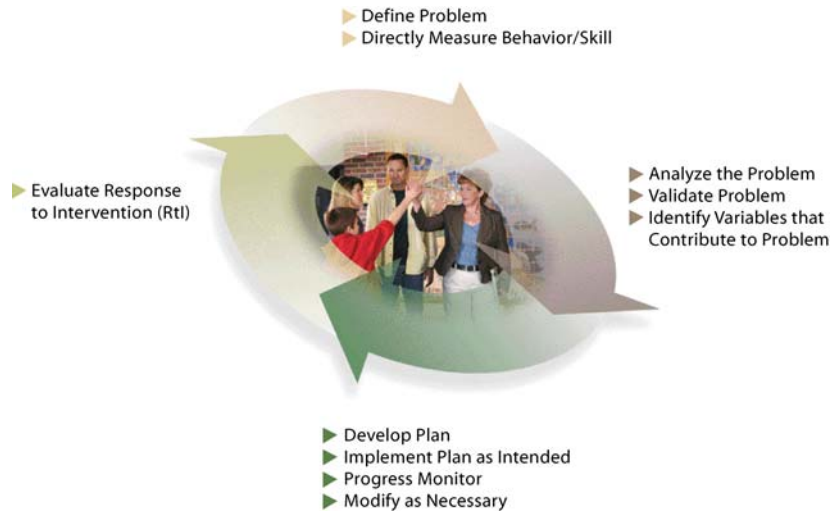 Define Problem
Directly Measure Behavior/Skill
Analyze the Problem
Validate Problem
Identify Variables that
Contribute to Problem
Evaluate Response
to Intervention (RtI)
Develop Plan
Implement Plan as Intended
Progress Monitor
Modify as Necessary